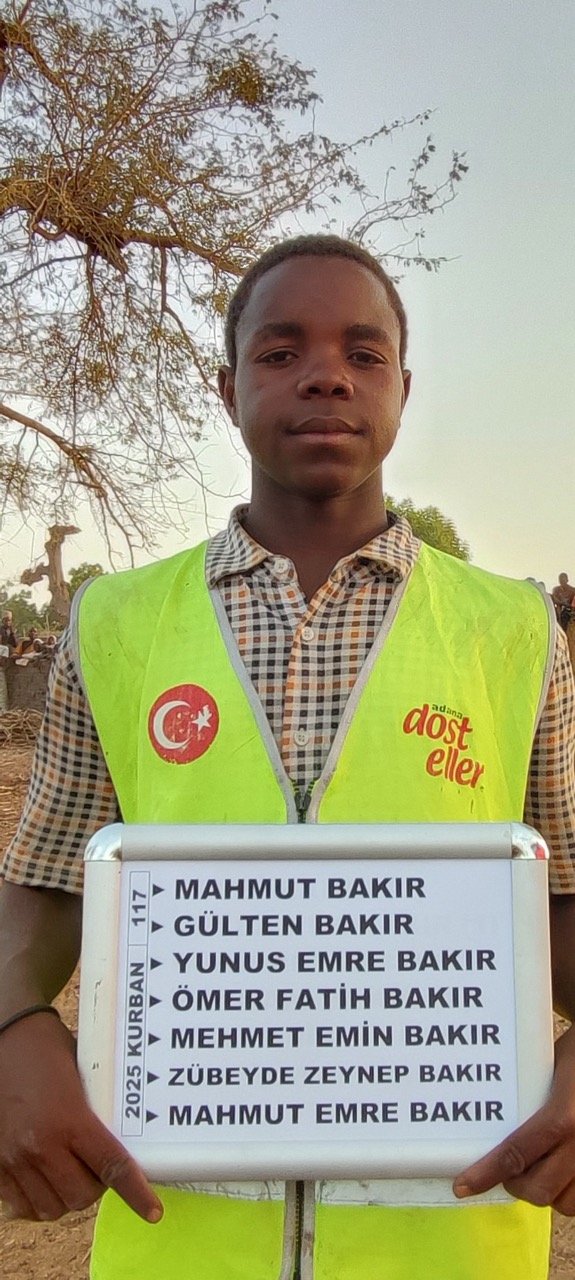 adana
dost
eller
2025 KURBAN 117
► MAHMUT BAKIR
► GÜLTEN BAKIR
► YUNUS EMRE BAKIR
► ÖMER FATİH BAKIR
► MEHMET EMİN BAKIR
► ZÜBEYDE ZEYNEP BAKIR
► MAHMUT EMRE BAKIR